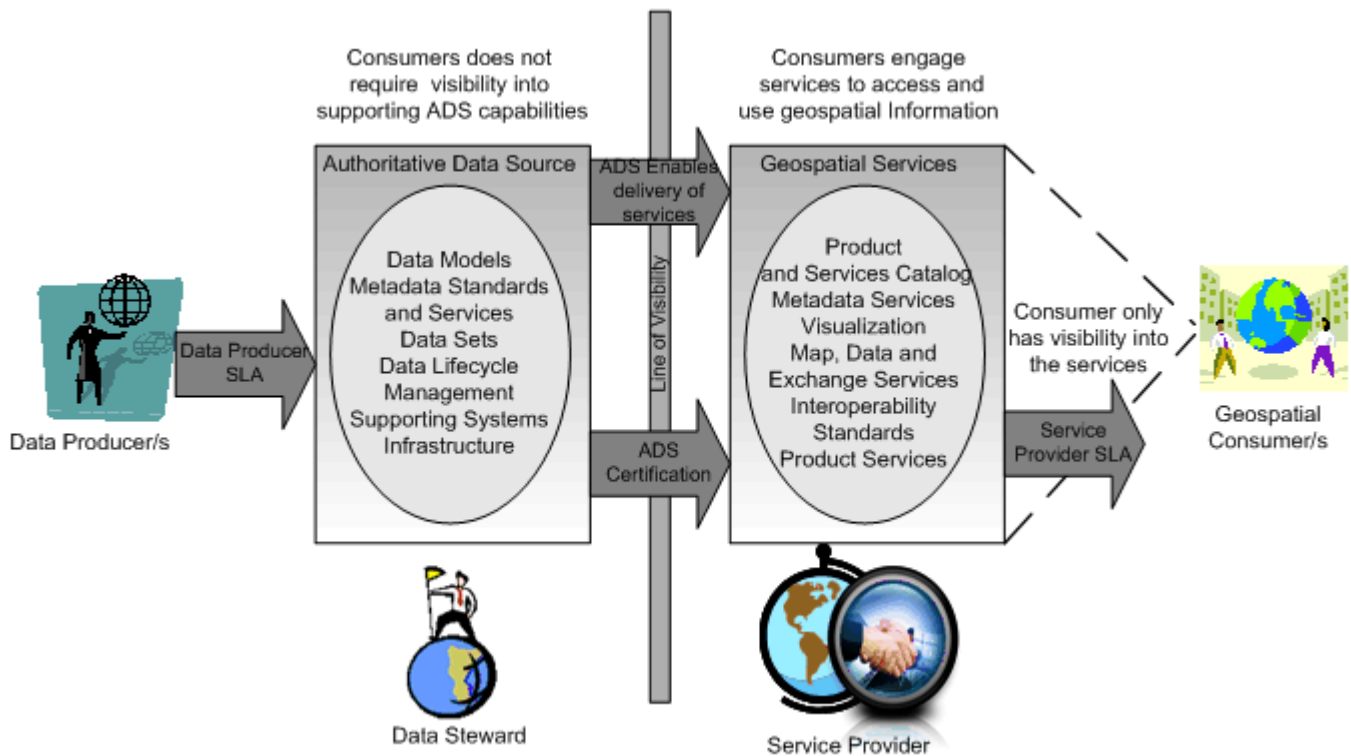 Consumers does not
require visibility into
supporting ADS capabilities
Consumers engage
services to access and
use geospatial Information
Authoritative Data Source
Data Models
Metadata Standards
and Services
Data Sets
Data Lifecycle
Management
Supporting Systems
Infrastructure
ADS Enables
delivery of
services
Line of Visibility
ADS
Certification
Geospatial Services
Product
and Services Catalog
Metadata Services
Visualization
Map, Data and
Exchange Services
Interoperability
Standards
Product Services
Data Producer
SLA
Data Producer/s
Consumer only
has visibility into
the services
Service
Provider SLA
Geospatial
Consumer/s
Data Steward
Service Provider